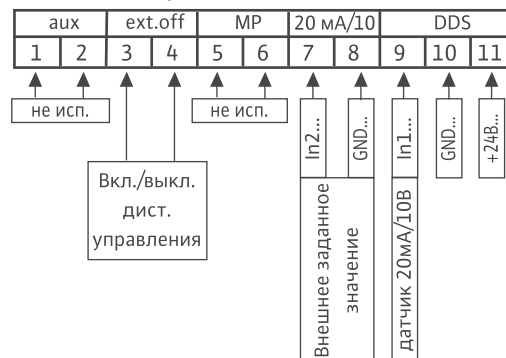 aux ext.off MP 20 мА/10 DDS
1 2 3 4 5 6 7 8 9 10 11
не исп.
не исп.
In2...
GND...
In1...
GND...
+24В...
Вкл./выкл.
дист.
управления
Внешнее заданное
значение
датчик 20мА/10В